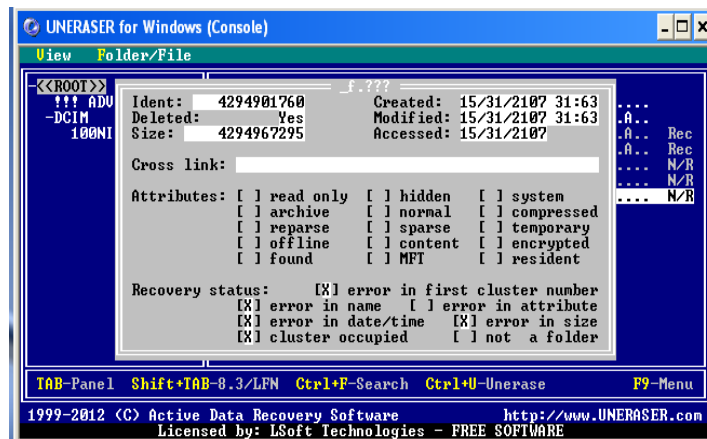 UNERASER for Windows (Console)
View Folder/File
<<ROOT>>
!!! ADV
-DCIM
100NI
_f.???
Ident: 4294901760 Created: 15/31/2107 31:63
Deleted: Yes Modified: 15/31/2107 31:63
Size: 4294967295 Accessed: 15/31/2107
Cross link:
Attributes: [ ] read only [ ] hidden [ ] system
[ ] archive [ ] normal [ ] compressed
[ ] reparse [ ] sparse [ ] temporary
[ ] offline [ ] content [ ] encrypted
[ ] found [ ] MFT [ ] resident
Recovery status: [X] error in first cluster number
[X] error in name [ ] error in attribute
[X] error in date/time [X] error in size
[X] cluster occupied [ ] not a folder
....
.A..
.A.. Rec
.A.. Rec
.... N/R
.... N/R
.... N/R
TAB-Panel Shift+TAB-8.3/LFN Ctrl+F-Search Ctrl+U-Unerase F9-Menu
1999-2012 (C) Active Data Recovery Software http://www.UNERASER.com
Licensed by: LSoft Technologies - FREE SOFTWARE